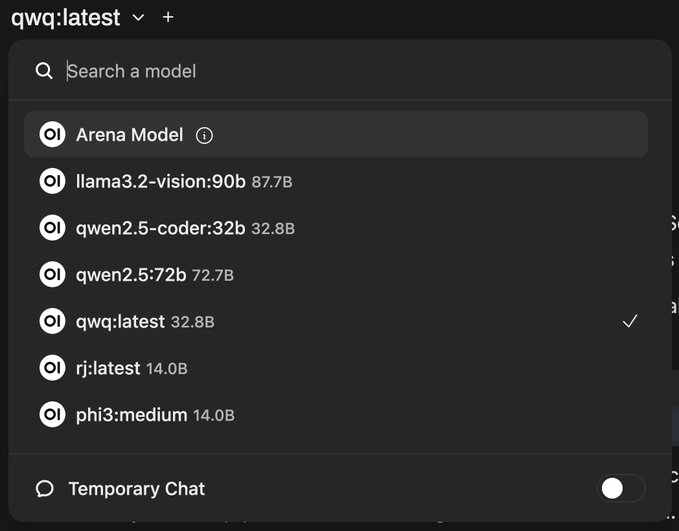 qwq:latest
+
Search a model
OI Arena Model
OI llama3.2-vision:90b 87.7B
OI qwen2.5-coder:32b 32.8B
OI qwen2.5:72b 72.7B
OI qwq:latest 32.8B
OI rj:latest 14.0B
OI phi3:medium 14.0B
Temporary Chat